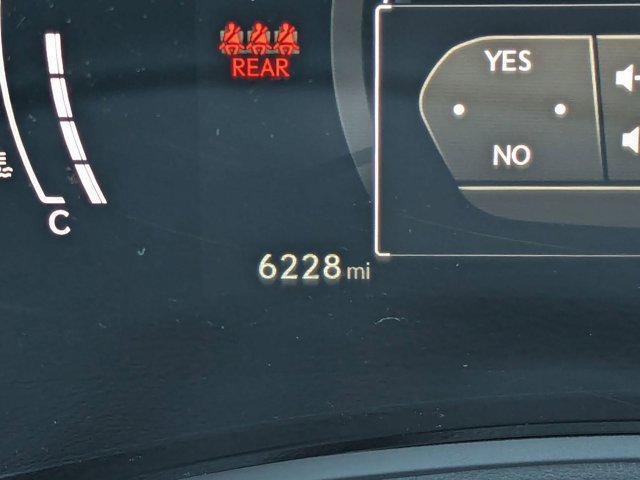 REAR
YES
NO
C
6228 mi